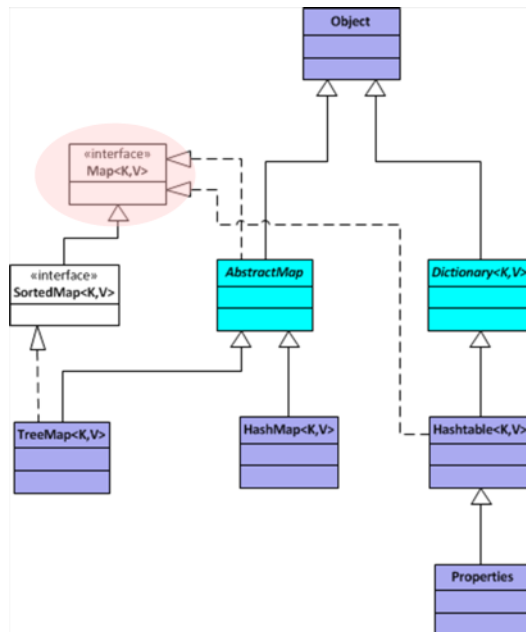 Object
«interface»
Map<K,V>
«interface»
SortedMap<K,V>
AbstractMap
Dictionary<K,V>
TreeMap<K,V>
HashMap<K,V>
Hashtable<K,V>
Properties